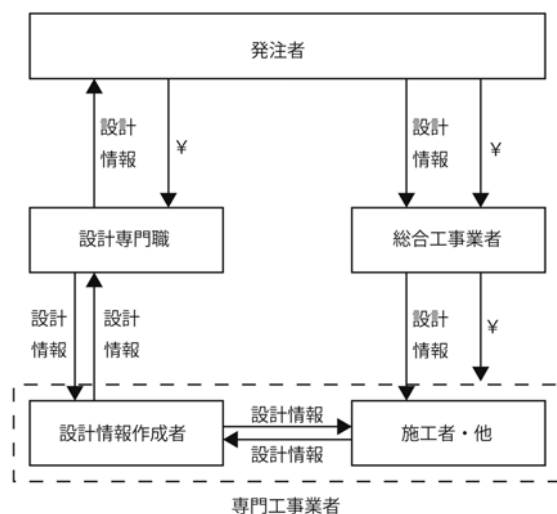 発注者
設計
情報
¥
設計
情報
¥
設計専門職
総合工事業者
設計
情報
設計
情報
設計
情報
¥
設計情報作成者
設計情報
設計情報
施工者・他
専門工事業者